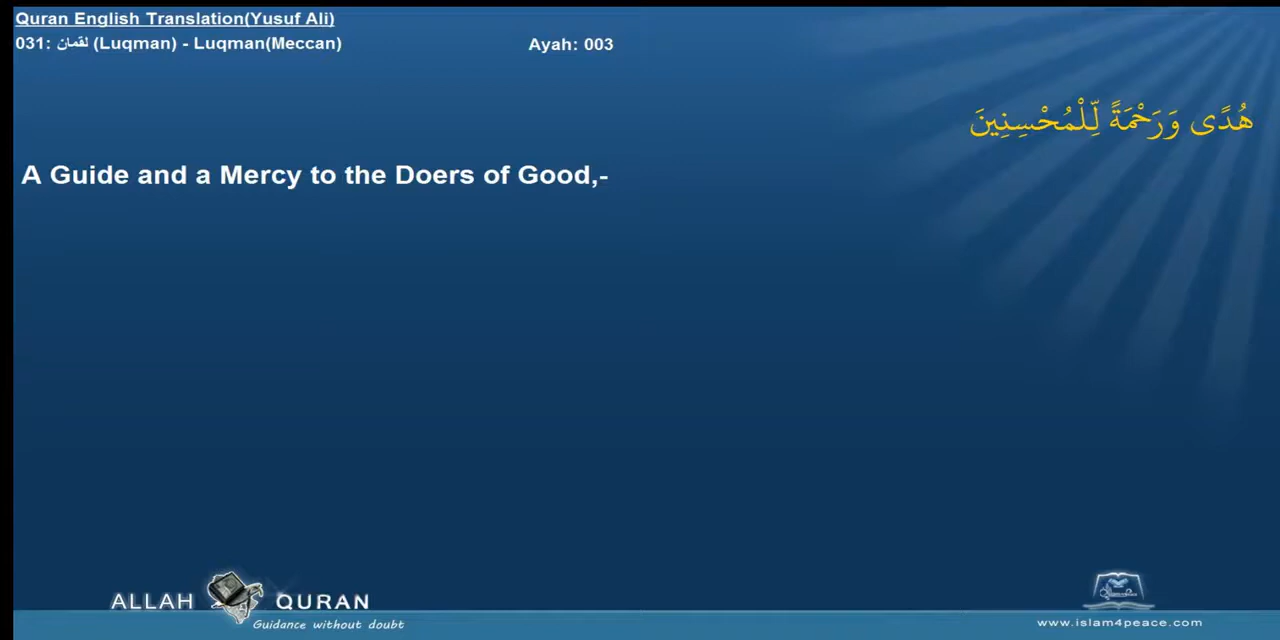 Quran English Translation(Yusuf Ali)
031: لقمان (Luqman) - Luqman(Meccan)
Ayah: 003
هُدًى وَرَحْمَةً لِّلْمُحْسِنِينَ
A Guide and a Mercy to the Doers of Good,-
ALLAH QURAN
Guidance without doubt
www.islam4peace.com